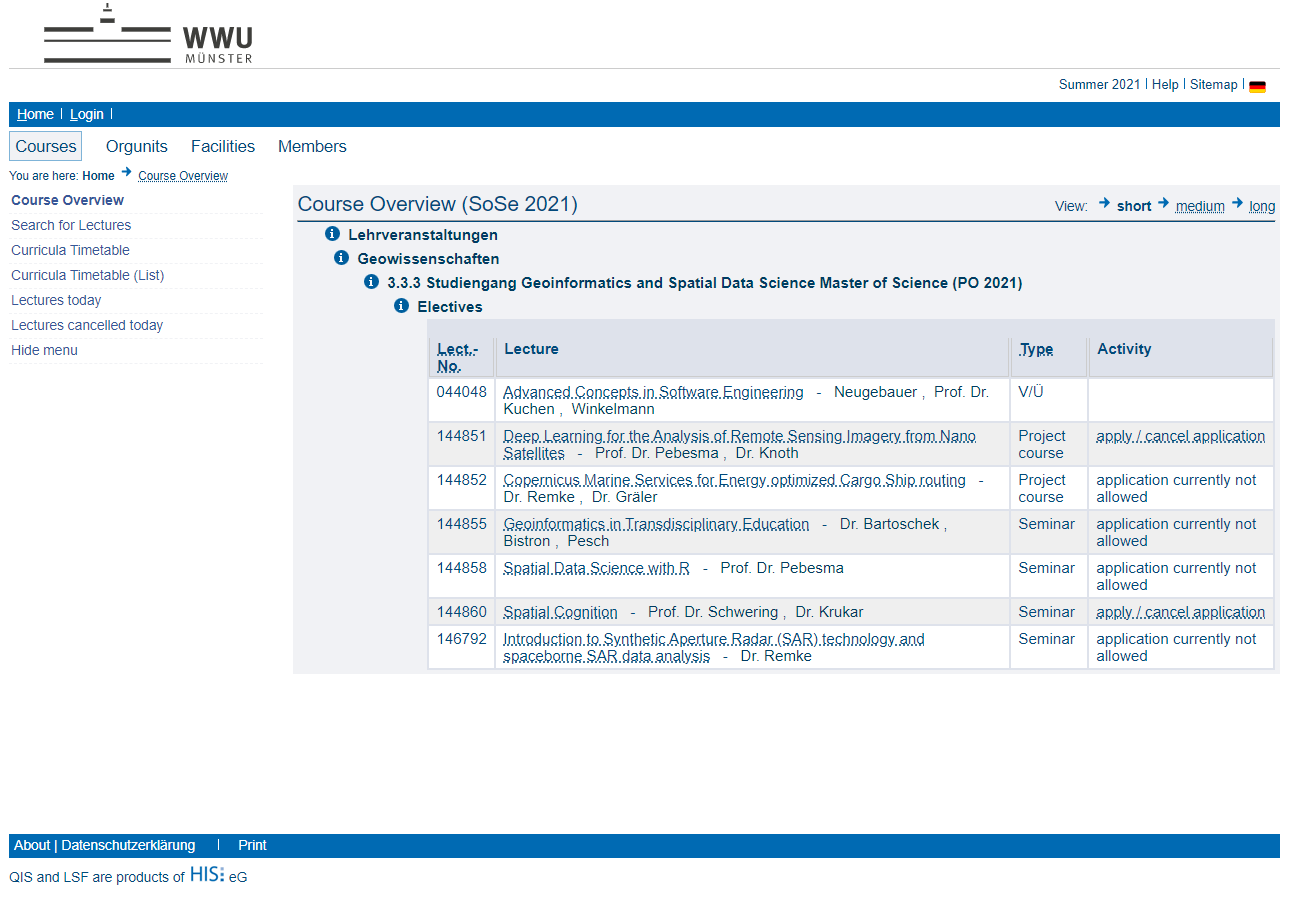 WWU
MÜNSTER
Summer 2021 | Help | Sitemap |
Home | Login |
Courses Orgunits Facilities Members
You are here: Home Course Overview
Course Overview
Search for Lectures
Curricula Timetable
Curricula Timetable (List)
Lectures today
Lectures cancelled today
Hide menu
Course Overview (SoSe 2021) View: short medium long
Lehrveranstaltungen
Geowissenschaften
3.3.3 Studiengang Geoinformatics and Spatial Data Science Master of Science (PO 2021)
Electives
Lect.- Lecture Type Activity
No.
044048 Advanced Concepts in Software Engineering - Neugebauer , Prof. Dr. V/Ü
Kuchen , Winkelmann
144851 Deep Learning for the Analysis of Remote Sensing Imagery from Nano Project apply / cancel application
Satellites - Prof. Dr. Pebesma , Dr. Knoth course
144852 Copernicus Marine Services for Energy optimized Cargo Ship routing - Project application currently not
Dr. Remke , Dr. Gräler course allowed
144855 Geoinformatics in Transdisciplinary Education - Dr. Bartoschek , Seminar application currently not
Bistron , Pesch allowed
144858 Spatial Data Science with R - Prof. Dr. Pebesma Seminar application currently not
allowed
144860 Spatial Cognition - Prof. Dr. Schwering , Dr. Krukar Seminar apply / cancel application
146792 Introduction to Synthetic Aperture Radar (SAR) technology and Seminar application currently not
spaceborne SAR data analysis - Dr. Remke allowed
About | Datenschutzerklärung | Print
QIS and LSF are products of HIS: eG